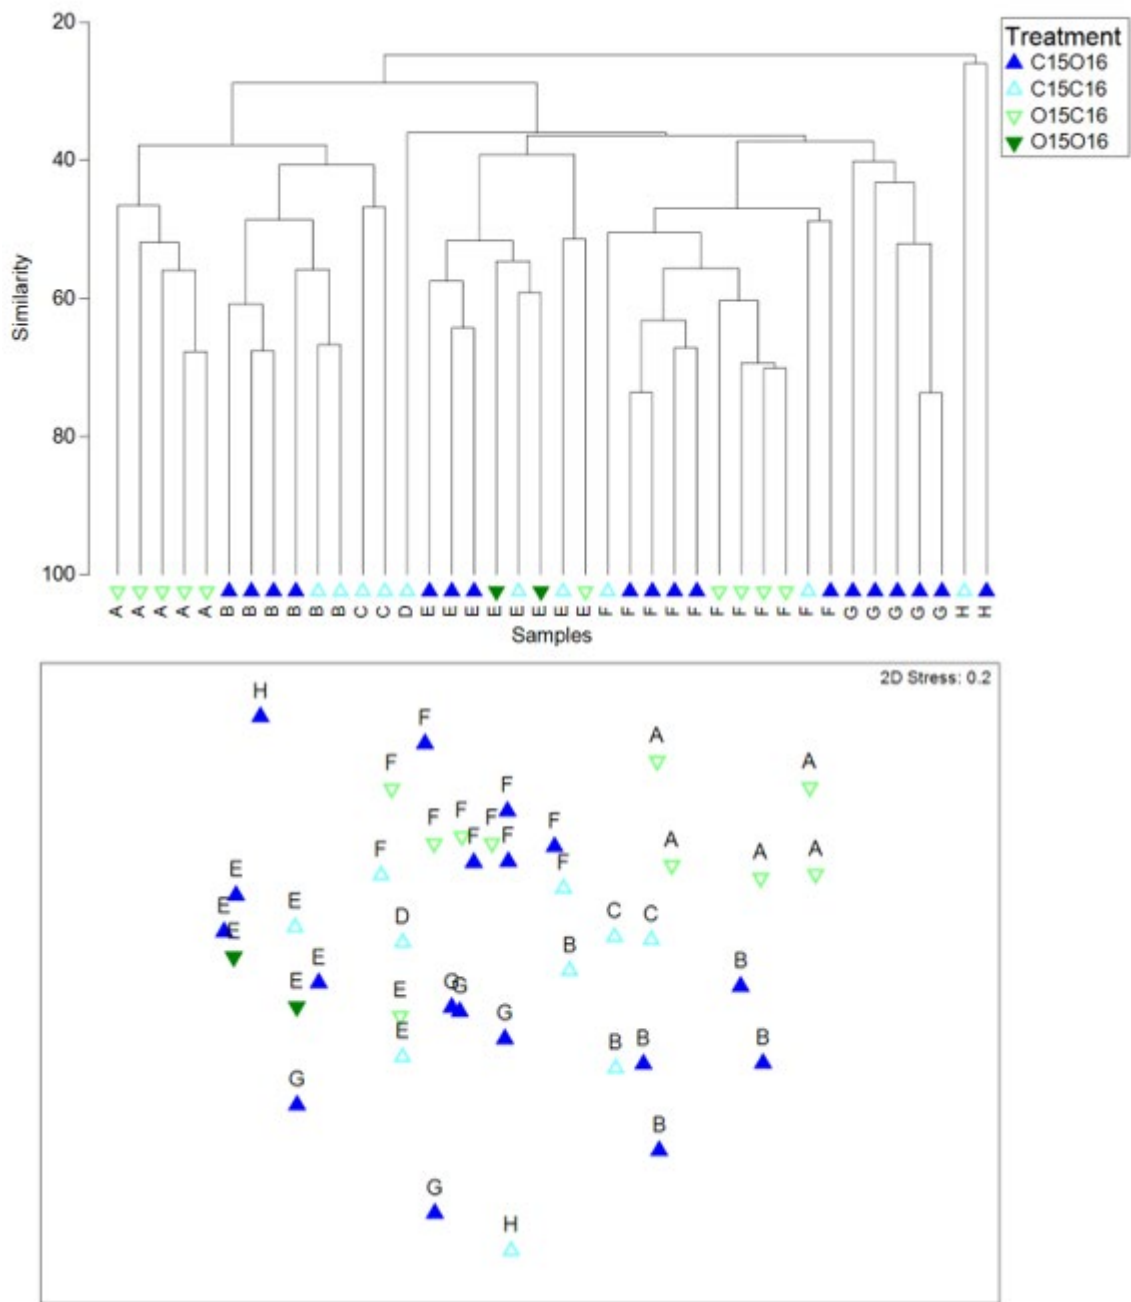 20
40
60
80
100
Similarity
Treatment
C15O16
C15C16
O15C16
O15O16
A A A A A B B B B B B C C D E E E E E E E E F F F F F F F F F F F G G G G G H H
Samples
2D Stress: 0.2
H
F
A
F
A
F
F F F F F F
F
F
A A A
E
E
E
E
D
C C
B
B
E
E
E
G G
G
E
B B B
G
B
G
H